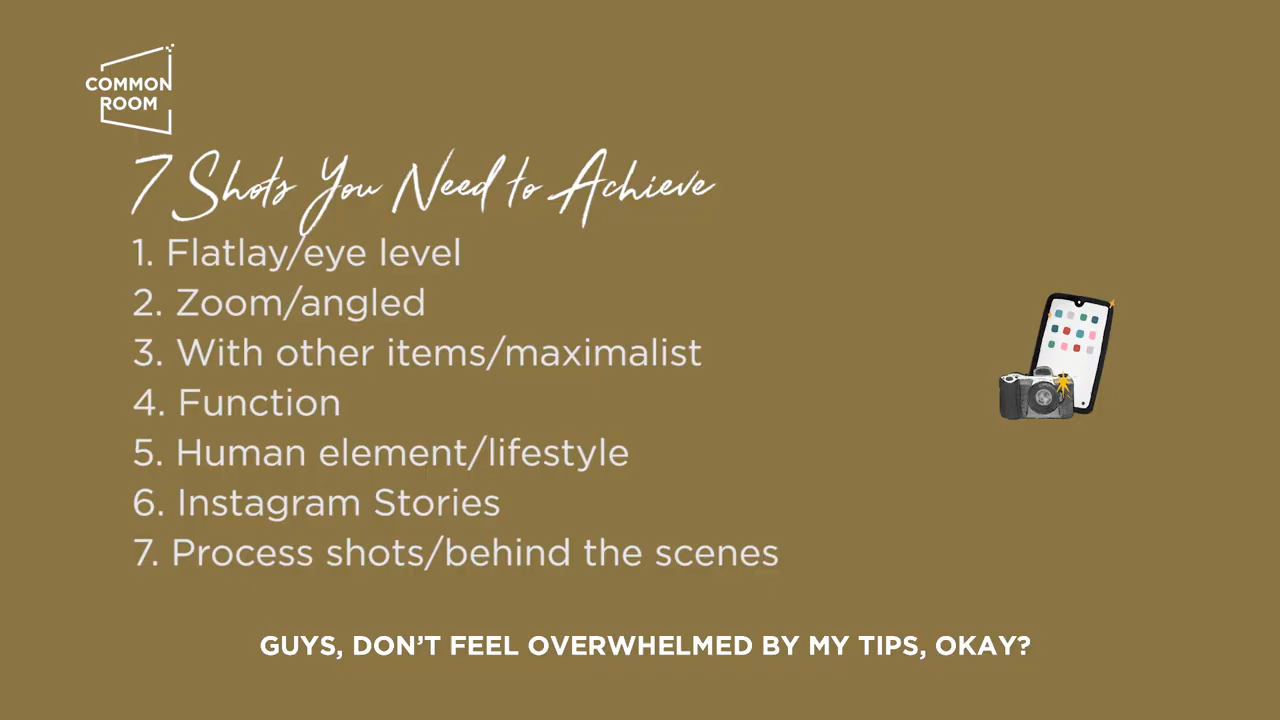 COMMON
ROOM
7 Shots You Need to Achieve
1. Flatlay/eye level
2. Zoom/angled
3. With other items/maximalist
4. Function
5. Human element/lifestyle
6. Instagram Stories
7. Process shots/behind the scenes
GUYS, DON'T FEEL OVERWHELMED BY MY TIPS, OKAY?